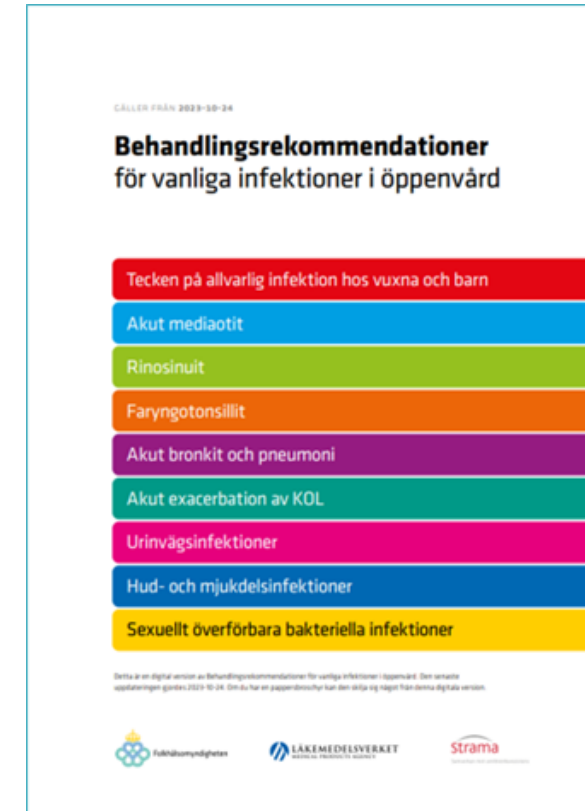 GÄLLER FRÅN 2023-10-24
Behandlingsrekommendationer
för vanliga infektioner i öppenvård
Tecken på allvarlig infektion hos vuxna och barn
Akut mediaotit
Rinosinuit
Faryngotonsillit
Akut bronkit och pneumoni
Akut exacerbation av KOL
Urinvägsinfektioner
Hud- och mjukdelsinfektioner
Sexuellt överförbara bakteriella infektioner
Detta är en digital version av Behandlingsrekommendationer för vanliga infektioner i öppenvård. Den senaste
uppdateringen gjordes 2023-10-24. Om du har en pappersbroschyr kan den skilja sig något från denna digitala version.
Folkhälsomyndigheten
LÄKEMEDELSVERKET
MEDICAL PRODUCTS AGENCY
strama